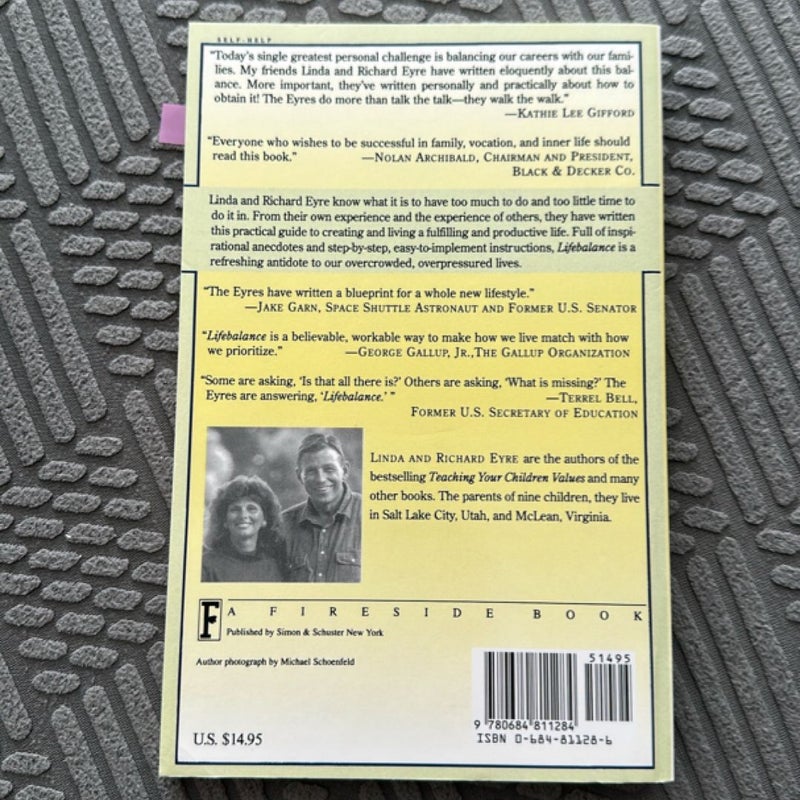 SELF-HELP
"Today's single greatest personal challenge is balancing our careers with our fami-
lies. My friends Linda and Richard Eyre have written eloquently about this bal-
ance. More important, they've written personally and practically about how to
obtain it! The Eyres do more than talk the talk—they walk the walk."
—KATHIE LEE GIFFORD
"Everyone who wishes to be successful in family, vocation, and inner life should
read this book." —NOLAN ARCHIBALD, CHAIRMAN AND PRESIDENT,
BLACK & DECKER CO.
Linda and Richard Eyre know what it is to have too much to do and too little time to
do it in. From their own experience and the experience of others, they have written
this practical guide to creating and living a fulfilling and productive life. Full of inspi-
rational anecdotes and step-by-step, easy-to-implement instructions, Lifebalance is a
refreshing antidote to our overcrowded, overpressured lives.
"The Eyres have written a blueprint for a whole new lifestyle."
—JAKE GARN, SPACE SHUTTLE ASTRONAUT AND FORMER U.S. SENATOR
"Lifebalance is a believable, workable way to make how we live match with how
we prioritize." —GEORGE GALLUP, JR.,THE GALLUP ORGANIZATION
"Some are asking, 'Is that all there is?' Others are asking, 'What is missing?' The
Eyres are answering, 'Lifebalance.' " —TERREL BELL,
FORMER U.S. SECRETARY OF EDUCATION
LINDA AND RICHARD EYRE are the authors of the
bestselling Teaching Your Children Values and many
other books. The parents of nine children, they live
in Salt Lake City, Utah, and McLean, Virginia.
F A FIRESIDE BOOK
Published by Simon & Schuster New York
Author photograph by Michael Schoenfeld
51495
9 780684 811284
ISBN 0-684-81128-6
U.S. $14.95